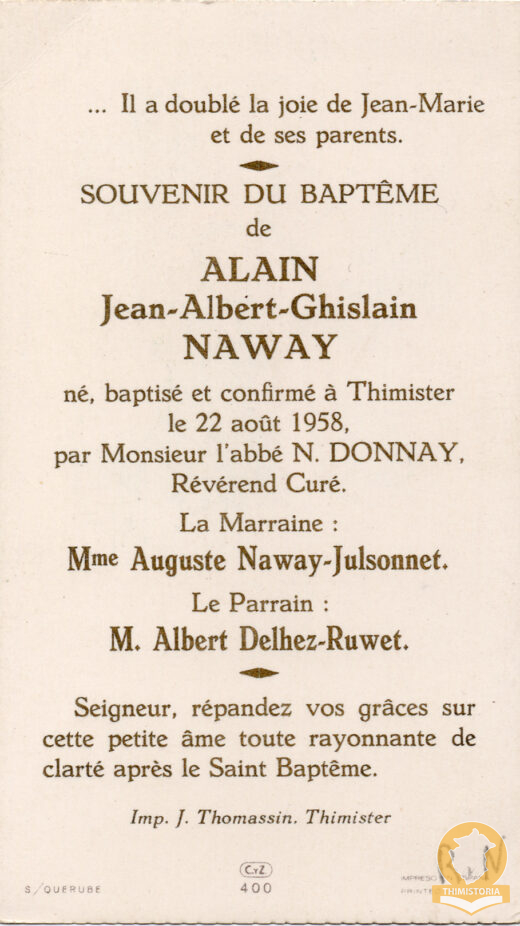 ... Il a doublé la joie de Jean-Marie
et de ses parents.
SOUVENIR DU BAPTÊME
de
ALAIN
Jean-Albert-Ghislain
NAWAY
né, baptisé et confirmé à Thimister
le 22 août 1958,
par Monsieur l'abbé N. DONNAY,
Révérend Curé.
La Marraine :
Mme Auguste Naway-Julsonnet.
Le Parrain :
M. Albert Delhez-Ruwet.
Seigneur, répandez vos grâces sur
cette petite âme toute rayonnante de
clarté après le Saint Baptême.
Imp. J. Thomassin. Thimister
S/QUERUBE
C.y.Z.
400
IMPRESO
THIMISTORIA